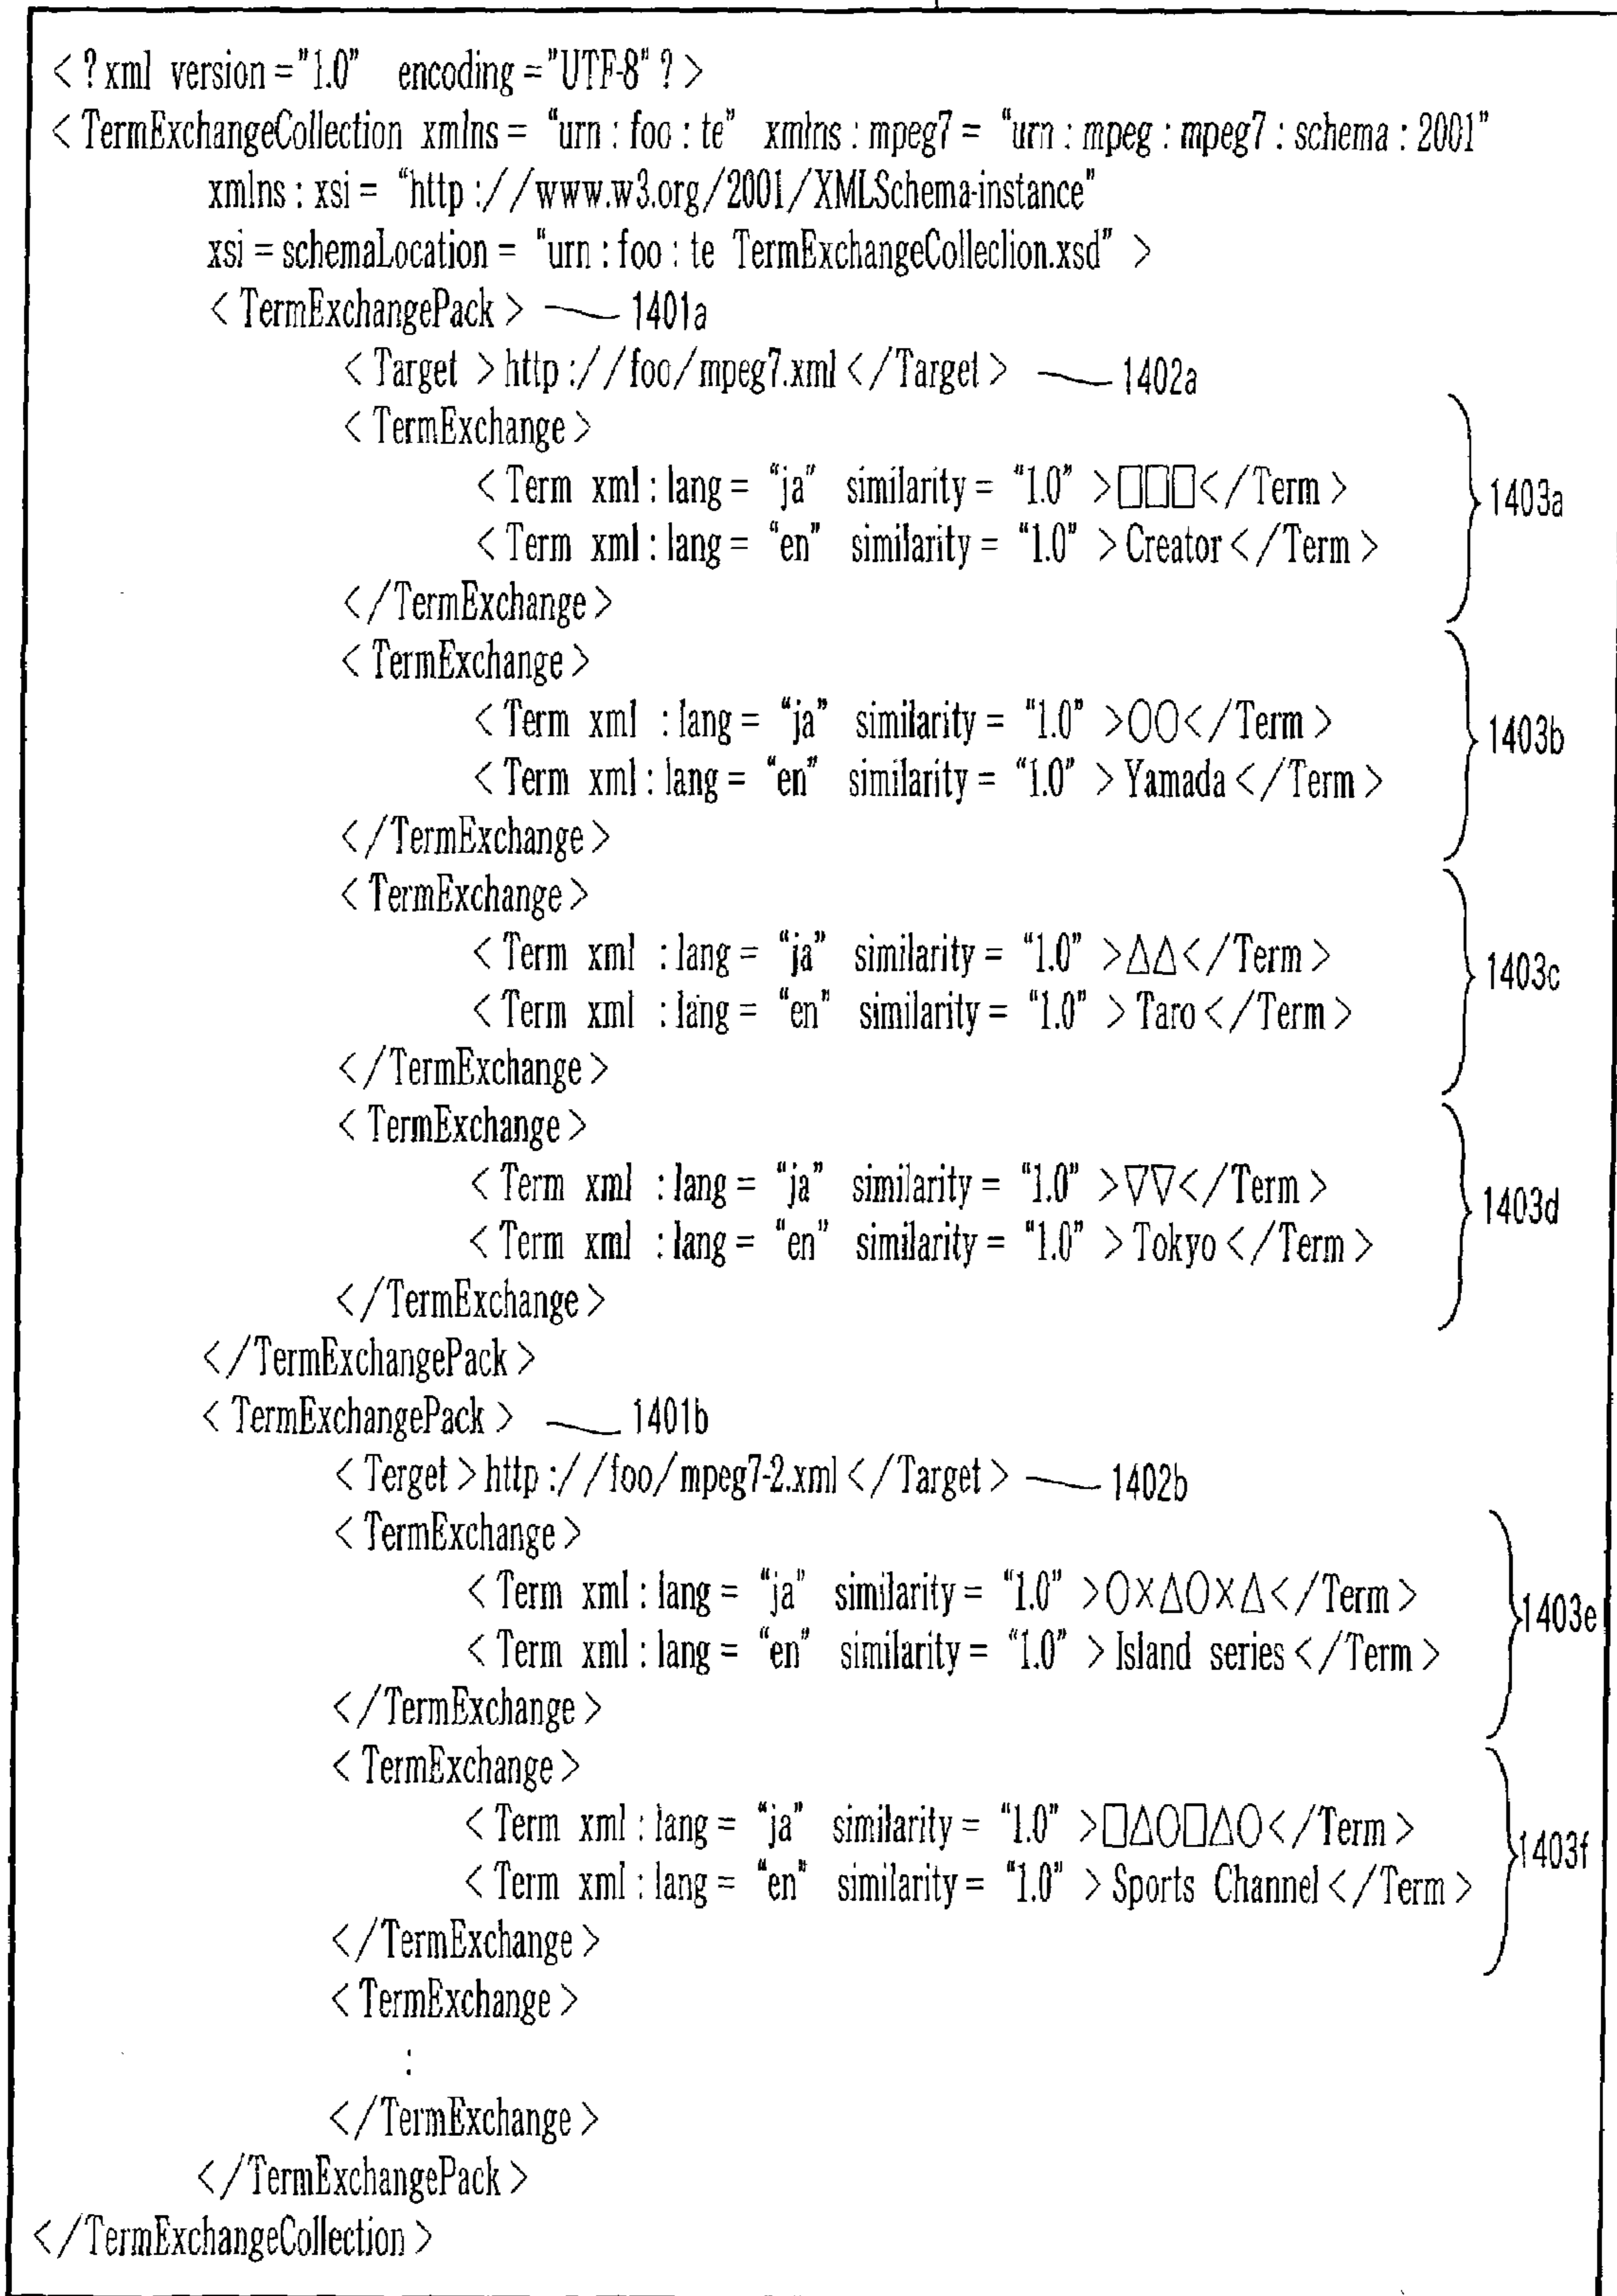 < ? xml version = "1.0" encoding = "UTF-8" ? >
< TermExchangeCollection xmlns = "urn : foo : te" xmlns : mpeg7 = "urn : mpeg : mpeg7 : schema : 2001"
xmlns : xsi = "http : / / www.w3.org / 2001 / XMLSchema-instance"
xsi = schemaLocation = "urn : foo : te TermExchangeColleclion.xsd" >
< TermExchangePack > 1401a
< Target > http : / / foo / mpeg7.xml < / Target > 1402a
< TermExchange >
< Term xml : lang = "ja" similarity = "1.0" >□□□< / Term >
1403a
< Term xml : lang = "en" similarity = "1.0" > Creator < / Term >
< / TermExchange >
< TermExchange >
< Term xml : lang = "ja" similarity = "1.0" >○○< / Term >
1403b
< Term xml : lang = "en" similarity = "1.0" > Yamada < / Term >
< / TermExchange >
< TermExchange >
< Term xml : lang = "ja" similarity = "1.0" >△△< / Term >
1403c
< Term xml : lang = "en" similarity = "1.0" > Taro < / Term >
< / TermExchange >
< TermExchange >
< Term xml : lang = "ja" similarity = "1.0" >▽▽< / Term >
1403d
< Term xml : lang = "en" similarity = "1.0" > Tokyo < / Term >
< / TermExchange >
< / TermExchangePack >
< TermExchangePack > 1401b
< Terget > http : / / foo / mpeg7-2.xml < / Target > 1402b
< TermExchange >
< Term xml : lang = "ja" similarity = "1.0" >○×△○×△< / Term >
1403e
< Term xml : lang = "en" similarity = "1.0" > Island series < / Term >
< / TermExchange >
< TermExchange >
< Term xml : lang = "ja" similarity = "1.0" >□△○□△○< / Term >
1403f
< Term xml : lang = "en" similarity = "1.0" > Sports Channel < / Term >
< / TermExchange >
< TermExchange >
:
< / TermExchange >
< / TermExchangePack >
< / TermExchangeCollection >